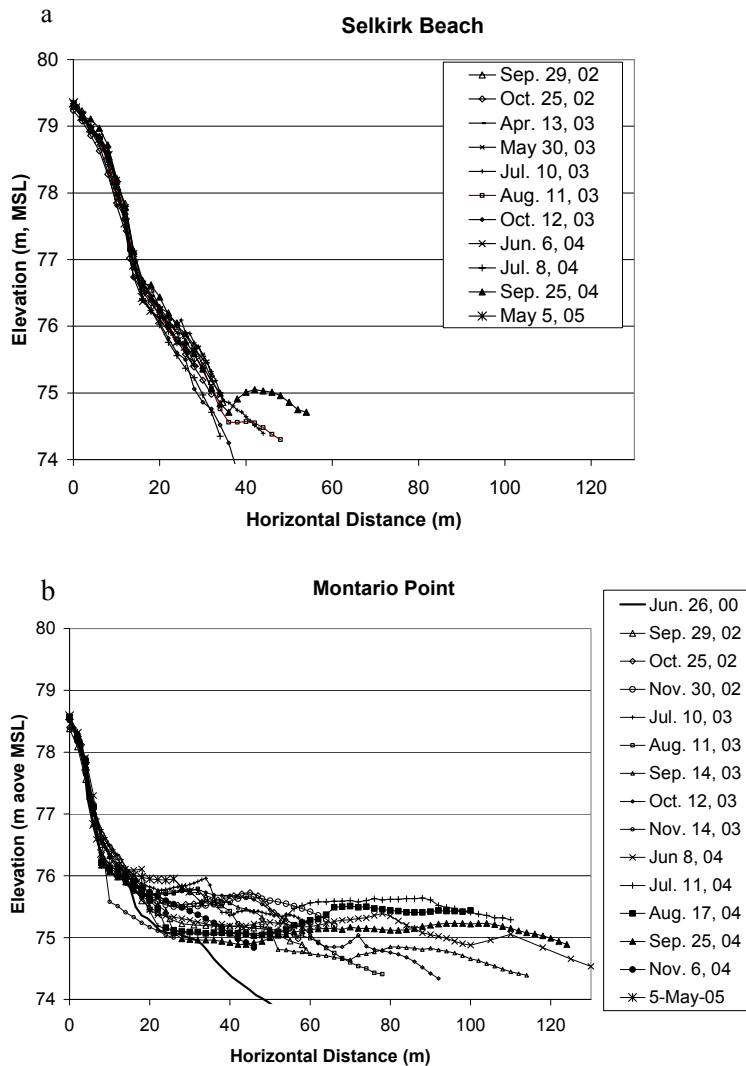 a
Selkirk Beach
80
79
78
77
76
75
74
Elevation (m, MSL)
0 20 40 60 80 100 120
Horizontal Distance (m)
Sep. 29, 02
Oct. 25, 02
Apr. 13, 03
May 30, 03
Jul. 10, 03
Aug. 11, 03
Oct. 12, 03
Jun. 6, 04
Jul. 8, 04
Sep. 25, 04
May 5, 05
b
Montario Point
80
79
78
77
76
75
74
Elevation (m aove MSL)
0 20 40 60 80 100 120
Horizontal Distance (m)
Jun. 26, 00
Sep. 29, 02
Oct. 25, 02
Nov. 30, 02
Jul. 10, 03
Aug. 11, 03
Sep. 14, 03
Oct. 12, 03
Nov. 14, 03
Jun 8, 04
Jul. 11, 04
Aug. 17, 04
Sep. 25, 04
Nov. 6, 04
5-May-05